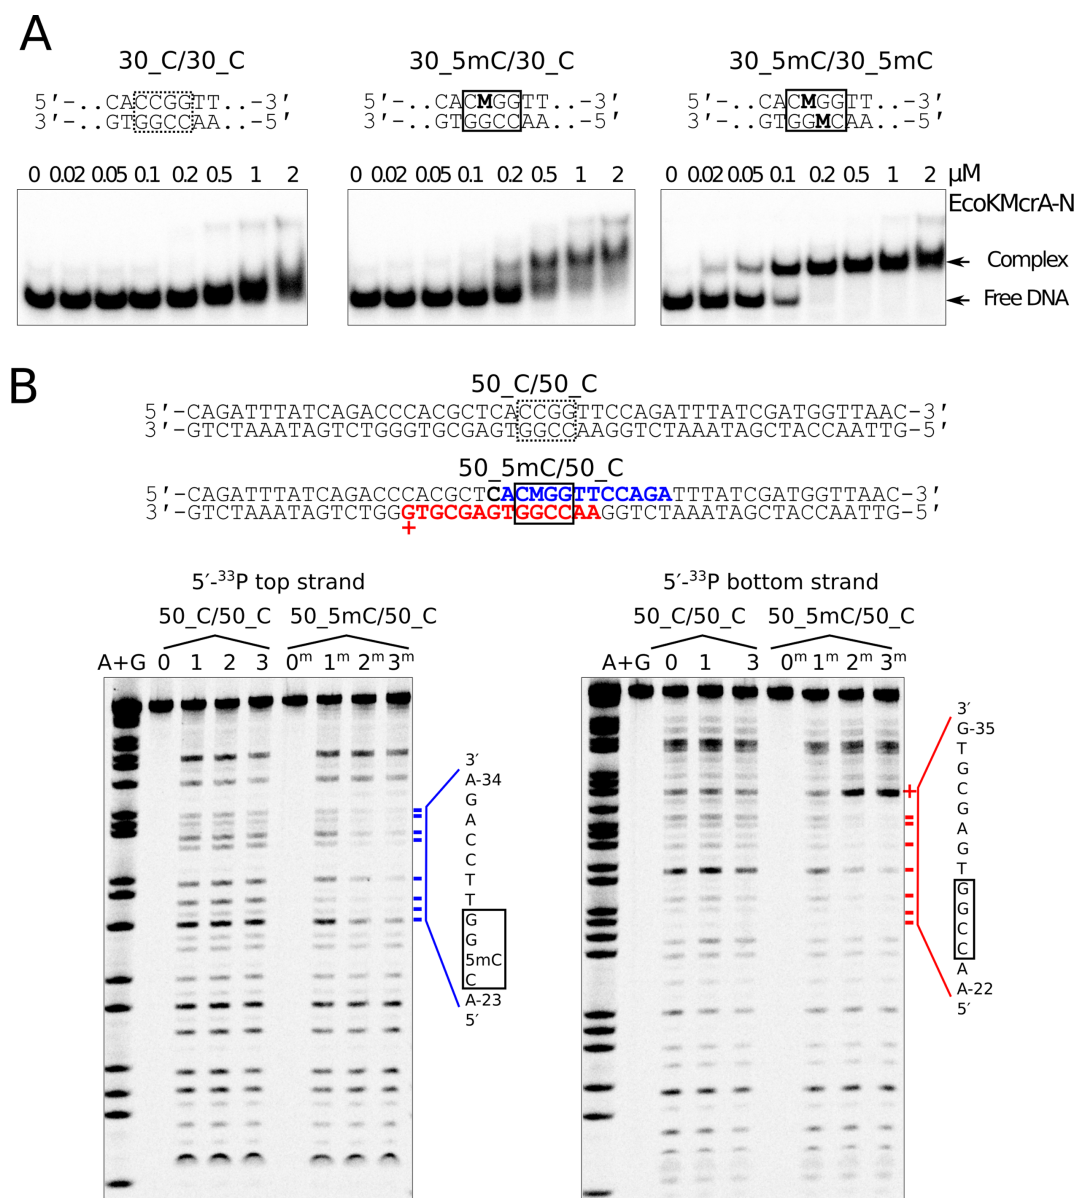 A
30_C/30_C 30_5mC/30_C 30_5mC/30_5mC
5′-..CACCGGTT..-3′ 5′-..CACMGGTT..-3′ 5′-..CACMGGTT..-3′
3′-..GTGGCCAA..-5′ 3′-..GTGGCCAA..-5′ 3′-..GTGGMCAA..-5′
0 0.02 0.05 0.1 0.2 0.5 1 2 0 0.02 0.05 0.1 0.2 0.5 1 2 0 0.02 0.05 0.1 0.2 0.5 1 2 μM
EcoKMcrA-N
Complex
Free DNA
B
50_C/50_C
5′-CAGATTTATCAGACCCACGCTCACCGGTTCCAGATTTATCGATGGTTAAC-3′
3′-GTCTAAATAGTCTGGGTGCGAGTGGCCAAGGTCTAAATAGCTACCAATTG-5′
50_5mC/50_C
5′-CAGATTTATCAGACCCACGCTCACMGGTTCCAGATTTATCGATGGTTAAC-3′
3′-GTCTAAATAGTCTGGGTGCGAGTGGCCAAGGTCTAAATAGCTACCAATTG-5′
+
5′-³³P top strand
50_C/50_C 50_5mC/50_C
A+G 0 1 2 3 0ᵐ 1ᵐ 2ᵐ 3ᵐ
3′
A-34
G
A
C
C
T
T
G
G
5mC
C
A-23
5′
5′-³³P bottom strand
50_C/50_C 50_5mC/50_C
A+G 0 1 3 0ᵐ 1ᵐ 2ᵐ 3ᵐ
+
3′
G-35
T
G
C
G
A
G
T
G
G
C
C
A
A-22
5′